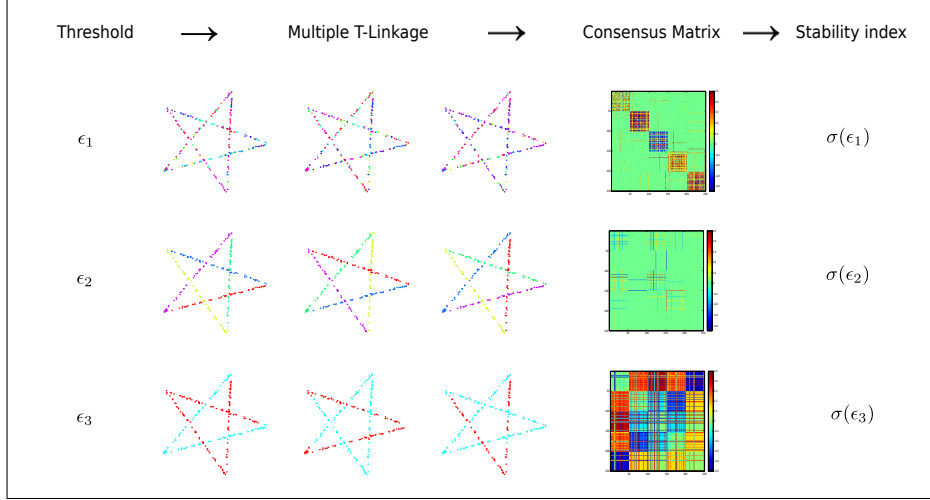 Threshold → Multiple T-Linkage → Consensus Matrix → Stability index
ϵ1 σ(ϵ1)
ϵ2 σ(ϵ2)
ϵ3 σ(ϵ3)